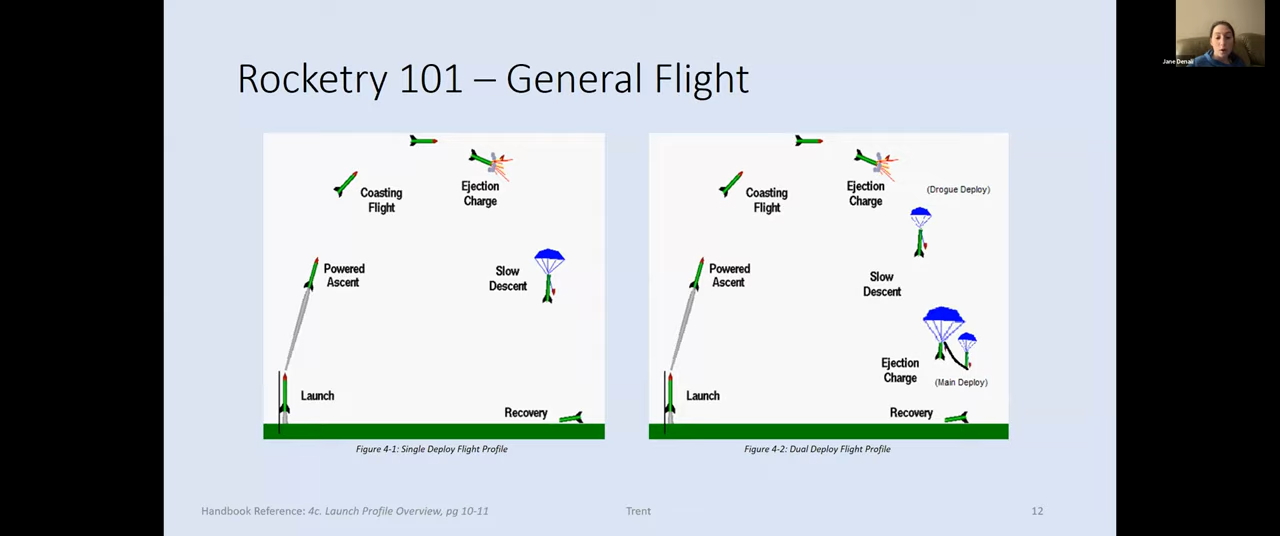 Jane Denali
Rocketry 101 – General Flight
Coasting
Flight
Ejection
Charge
Powered
Ascent
Slow
Descent
Launch
Recovery
Figure 4-1: Single Deploy Flight Profile
Coasting
Flight
Ejection
Charge
(Drogue Deploy)
Powered
Ascent
Slow
Descent
Ejection
Charge
(Main Deploy)
Launch
Recovery
Figure 4-2: Dual Deploy Flight Profile
Handbook Reference: 4c. Launch Profile Overview, pg 10-11
Trent
12